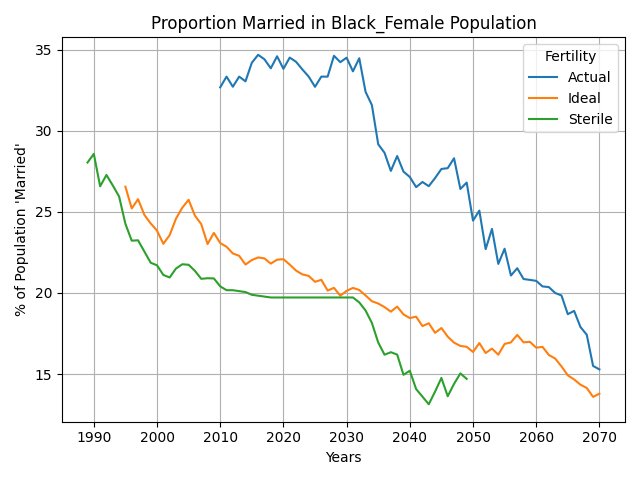 Proportion Married in Black_Female Population
% of Population 'Married'
35
30
25
20
15
Fertility
Actual
Ideal
Sterile
1990 2000 2010 2020 2030 2040 2050 2060 2070
Years